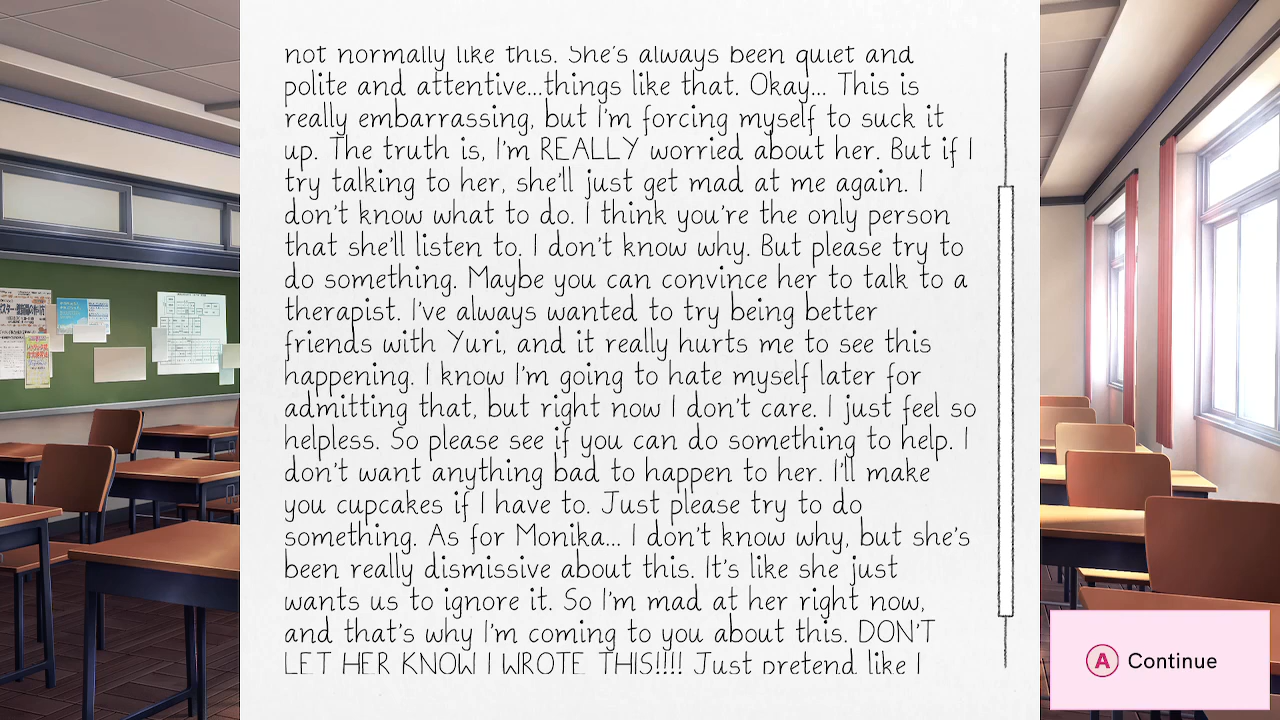 not normally like this. She's always been quiet and
polite and attentive...things like that. Okay... This is
really embarrassing, but I'm forcing myself to suck it
up. The truth is, I'm REALLY worried about her. But if I
try talking to her, she'll just get mad at me again. I
don't know what to do. I think you're the only person
that she'll listen to. I don't know why. But please try to
do something. Maybe you can convince her to talk to a
therapist. I've always wanted to try being better
friends with Yuri, and it really hurts me to see this
happening. I know I'm going to hate myself later for
admitting that, but right now I don't care. I just feel so
helpless. So please see if you can do something to help. I
don't want anything bad to happen to her. I'll make
you cupcakes if I have to. Just please try to do
something. As for Monika... I don't know why, but she's
been really dismissive about this. It's like she just
wants us to ignore it. So I'm mad at her right now,
and that's why I'm coming to you about this. DON'T
LET HER KNOW I WROTE THIS!!!! Just pretend like I
A Continue